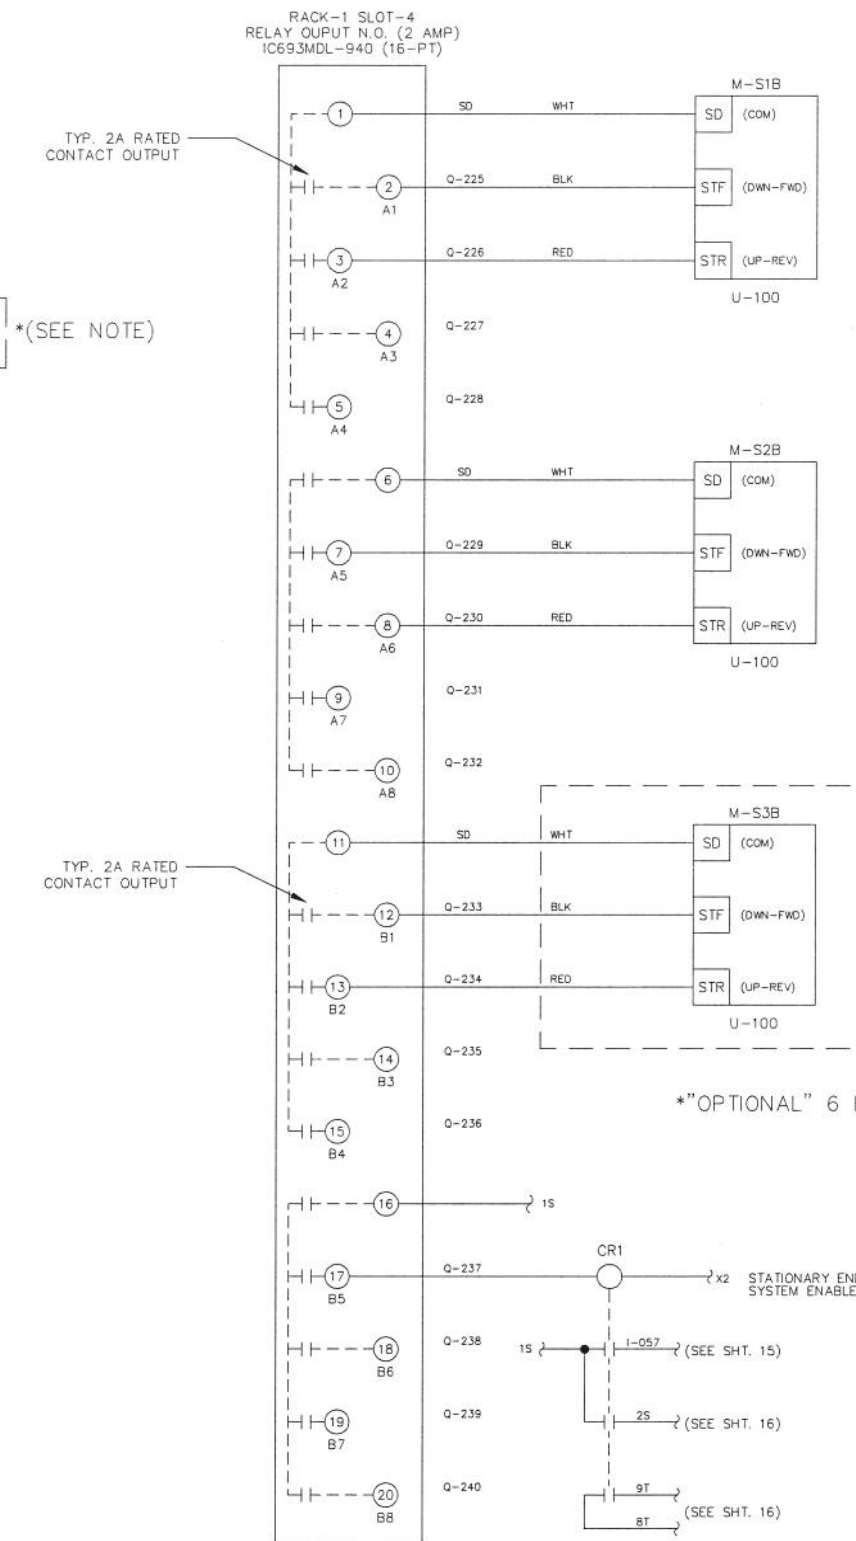 RACK-1 SLOT-4
RELAY OUPUT N.O. (2 AMP)
IC693MDL-940 (16-PT)
M-S1B
1 SD WHT SD (COM)
TYP. 2A RATED
CONTACT OUTPUT
2 Q-225 BLK STF (DWN-FWD)
A1
3 Q-226 RED STR (UP-REV)
A2
U-100
*(SEE NOTE)
4 Q-227
A3
5 Q-228
A4
M-S2B
6 SD WHT SD (COM)
7 Q-229 BLK STF (DWN-FWD)
A5
8 Q-230 RED STR (UP-REV)
A6
U-100
9 Q-231
A7
10 Q-232
A8
M-S3B
11 SD WHT SD (COM)
TYP. 2A RATED
CONTACT OUTPUT
12 Q-233 BLK STF (DWN-FWD)
B1
13 Q-234 RED STR (UP-REV)
B2
U-100
14 Q-235
B3
*"OPTIONAL" 6
15 Q-236
B4
16 1S
CR1
17 Q-237 X2 STATIONARY
B5
SYSTEM ENABLE
18 Q-238 1S I-057 (SEE SHT. 15)
B6
19 Q-239 2S (SEE SHT. 16)
B7
20 Q-240 9T
B8
(SEE SHT. 16)
8T